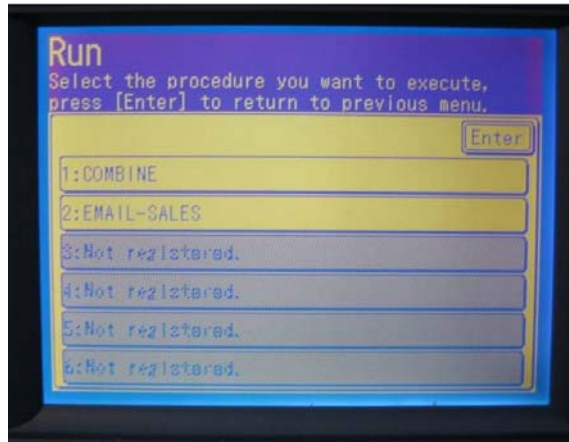 Run
Select the procedure you want to execute,
press [Enter] to return to previous menu.
Enter
1:COMBINE
2:EMAIL-SALES
3:Not registered.
4:Not registered.
5:Not registered.
6:Not registered.